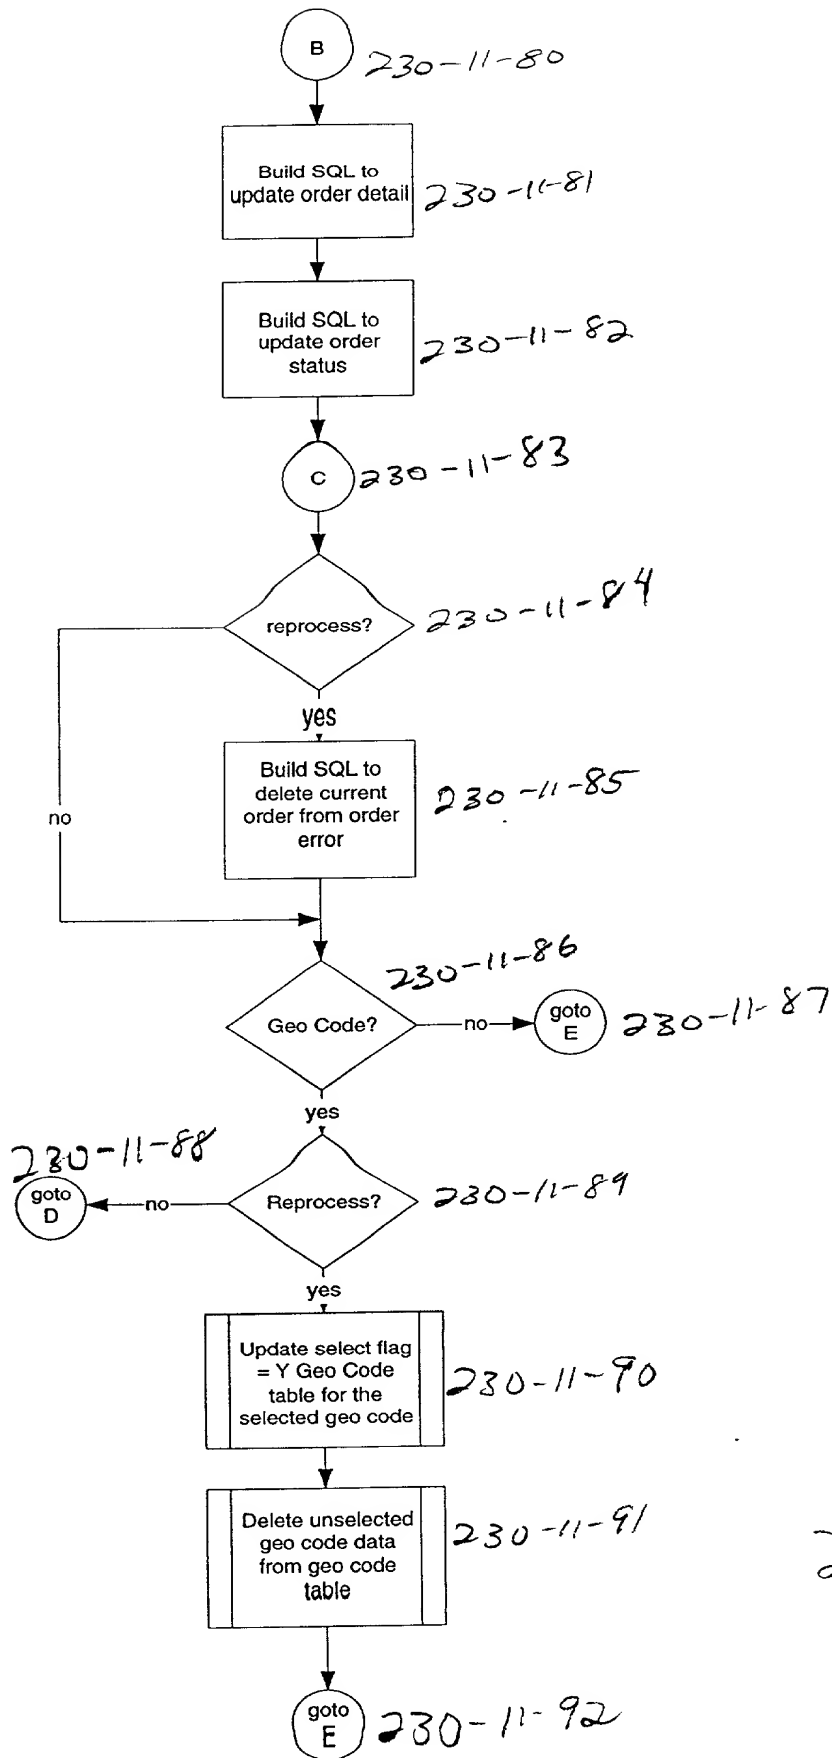 B
230-11-80
Build SQL to
update order detail
230-11-81
Build SQL to
update order
status
230-11-82
C
230-11-83
reprocess?
230-11-84
yes
no
Build SQL to
delete current
order from order
error
230-11-85
230-11-86
Geo Code?
no
goto
E
230-11-87
yes
230-11-88
goto
D
no
Reprocess?
230-11-89
yes
Update select flag
= Y Geo Code
table for the
selected geo code
230-11-90
Delete unselected
geo code data
from geo code
table
230-11-91
goto
E
230-11-92